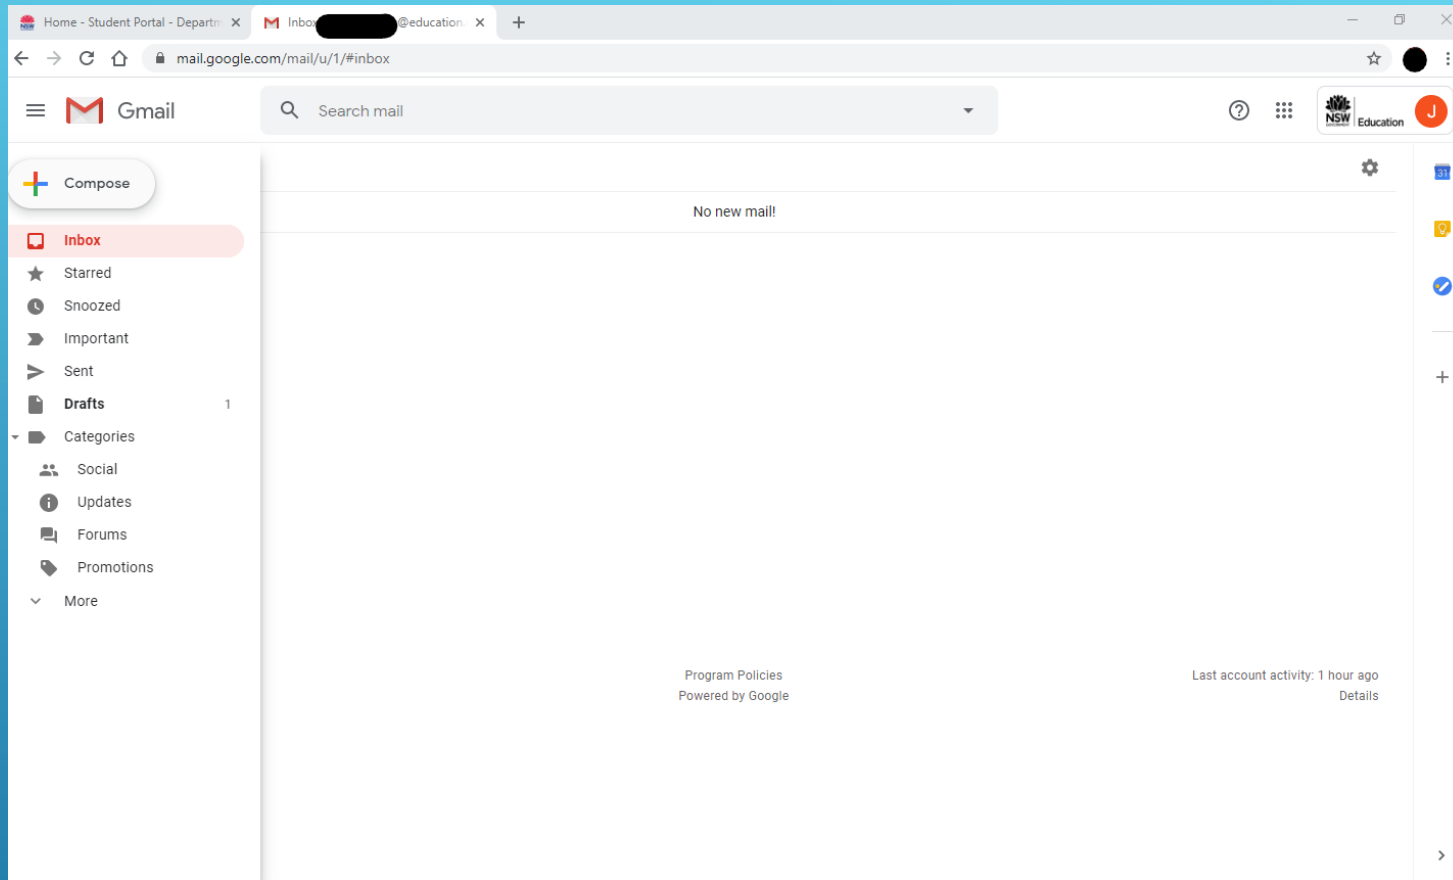 Home - Student Portal - Departm
Inbox @education.
mail.google.com/mail/u/1/#inbox
Gmail
Search mail
NSW
GOVERNMENT
Education
J
Compose
31
No new mail!
Inbox
Starred
Snoozed
Important
Sent
Drafts 1
Categories
Social
Updates
Forums
Promotions
More
Program Policies
Last account activity: 1 hour ago
Powered by Google
Details